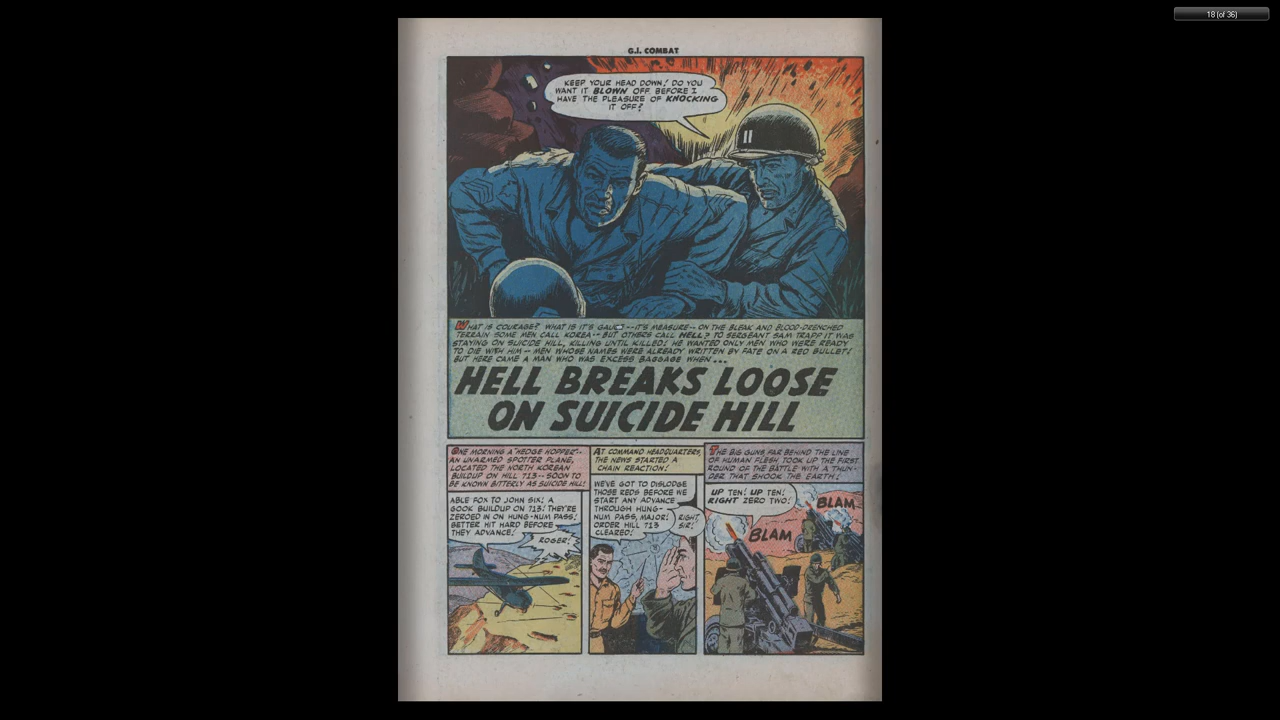 18 (of 36)
G.I. COMBAT
KEEP YOUR HEAD DOWN! DO YOU
WANT IT BLOWN OFF BEFORE I
HAVE THE PLEASURE OF KNOCKING
IT OFF?
WHAT IS COURAGE? WHAT IS IT'S GAUGE--IT'S MEASURE--ON THE BLEAK AND BLOOD-DRENCHED
TERRAIN SOME MEN CALL KOREA--BUT OTHERS CALL HELL? TO SERGEANT SAM TRAPP IT WAS
STAYING ON SUICIDE HILL, KILLING UNTIL KILLED! HE WANTED ONLY MEN WHO WERE READY
TO DIE WITH HIM--MEN WHOSE NAMES WERE ALREADY WRITTEN BY FATE ON A RED BULLET!
BUT HERE CAME A MAN WHO WAS EXCESS BAGGAGE WHEN...
HELL BREAKS LOOSE
ON SUICIDE HILL
ONE MORNING A "HEDGE HOPPER"--
AN UNARMED SPOTTER PLANE,
LOCATED THE NORTH KOREAN
BUILDUP ON HILL 713--SOON TO
BE KNOWN BITTERLY AS SUICIDE HILL!
ABLE FOX TO JOHN SIX! A
GOOK BUILDUP ON 713! THEY'RE
ZEROED IN ON HUNG-NUM PASS!
BETTER HIT HARD BEFORE
THEY ADVANCE!
ROGER!
AT COMMAND HEADQUARTERS,
THE NEWS STARTED A
CHAIN REACTION!
WE'VE GOT TO DISLODGE
THOSE REDS BEFORE WE
START ANY ADVANCE
THROUGH HUNG-
NUM PASS, MAJOR!
ORDER HILL 713
CLEARED!
RIGHT,
SIR!
THE BIG GUNS FAR BEHIND THE LINE
OF HUMAN FLESH TOOK UP THE FIRST
ROUND OF THE BATTLE WITH A THUN-
DER THAT SHOOK THE EARTH!
UP TEN! UP TEN!
RIGHT ZERO TWO!
BLAM
BLAM